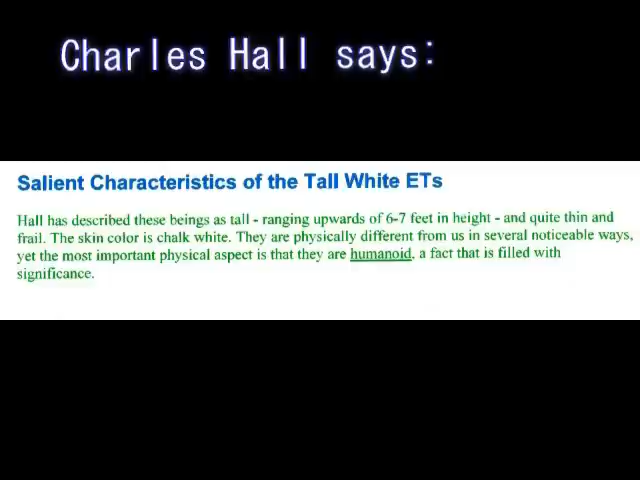 Charles Hall says:
Salient Characteristics of the Tall White ETs
Hall has described these beings as tall - ranging upwards of 6-7 feet in height - and quite thin and
frail. The skin color is chalk white. They are physically different from us in several noticeable ways,
yet the most important physical aspect is that they are humanoid, a fact that is filled with
significance.